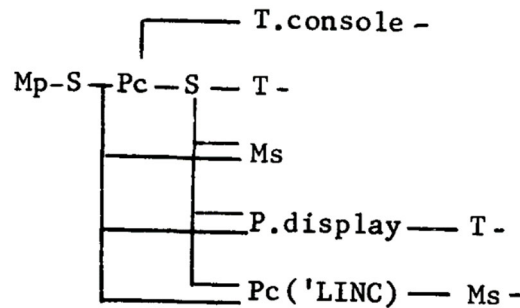 T.console -
Mp-S-Pc-S-T-
Ms
P.display-T-
Pc('LINC)-Ms-